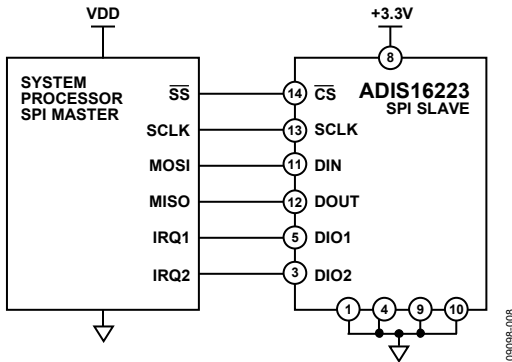 VDD
+3.3V
8
SYSTEM
PROCESSOR
SPI MASTER
ADIS16223
SPI SLAVE
SS 14 CS
SCLK 13 SCLK
MOSI 11 DIN
MISO 12 DOUT
IRQ1 5 DIO1
IRQ2 3 DIO2
1 4 9 10
09098-008